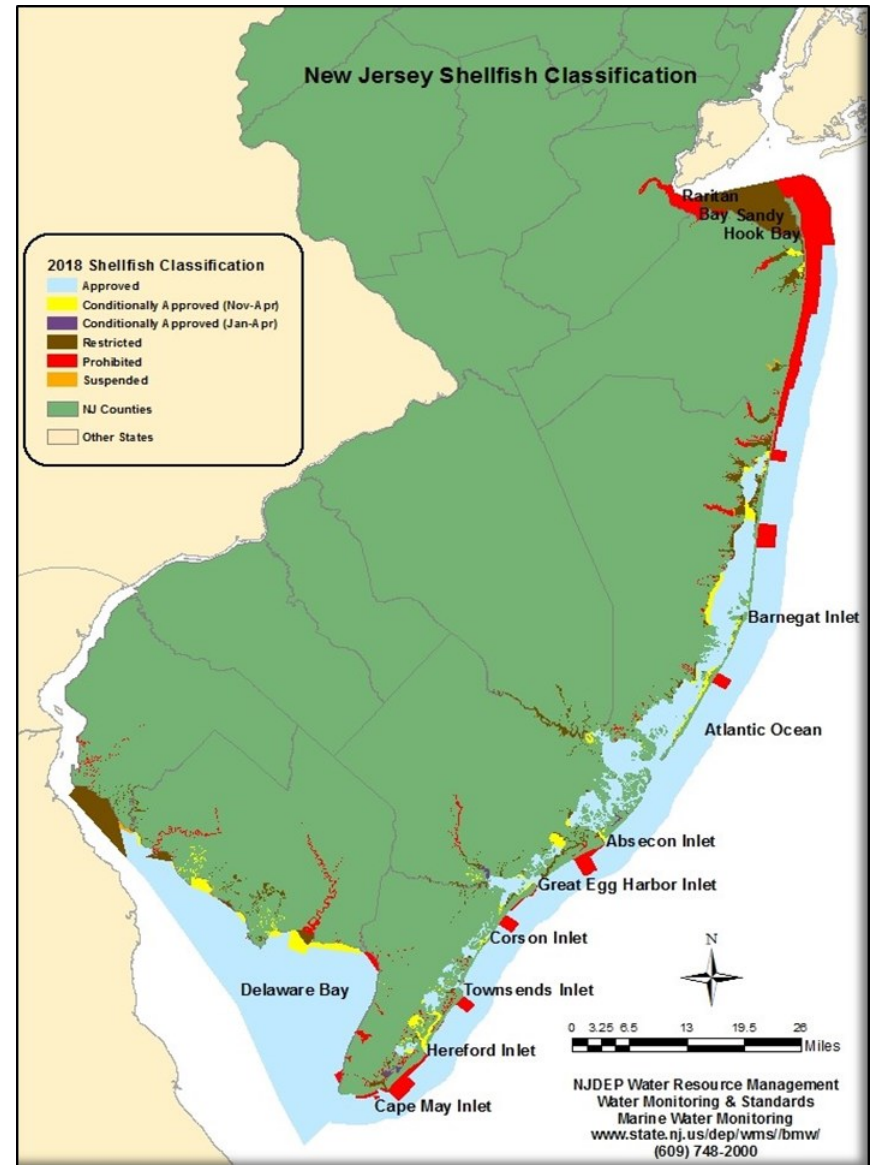 New Jersey Shellfish Classification
Raritan
Bay Sandy
Hook Bay
2018 Shellfish Classification
Approved
Conditionally Approved (Nov-Apr)
Conditionally Approved (Jan-Apr)
Restricted
Prohibited
Suspended
NJ Counties
Other States
Barnegat Inlet
Atlantic Ocean
Absecon Inlet
Great Egg Harbor Inlet
Corson Inlet
Delaware Bay
Townsends Inlet
Hereford Inlet
Cape May Inlet
N
0 3.25 6.5 13 19.5 26
Miles
NJDEP Water Resource Management
Water Monitoring & Standards
Marine Water Monitoring
www.state.nj.us/dep/wms//bmw/
(609) 748-2000